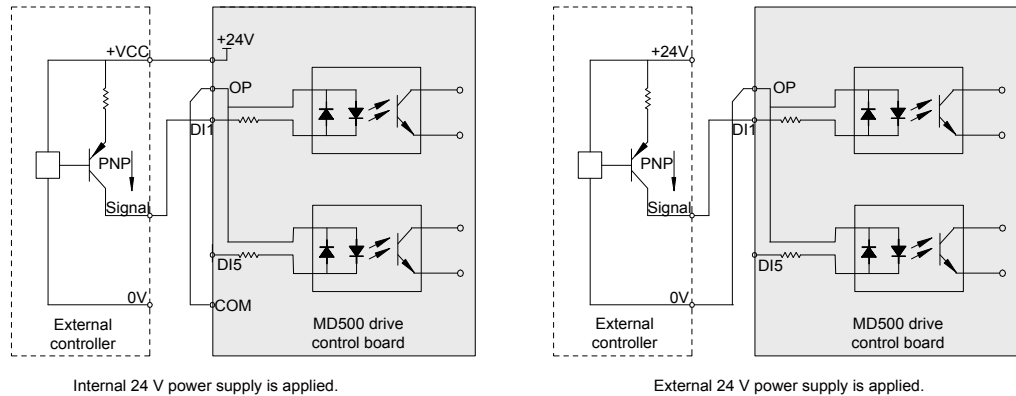 +VCC
+24V
OP
DI1
PNP
Signal
DI5
0V
COM
External
controller
MD500 drive
control board
Internal 24 V power supply is applied.
+24V
OP
DI1
PNP
Signal
DI5
0V
External
controller
MD500 drive
control board
External 24 V power supply is applied.